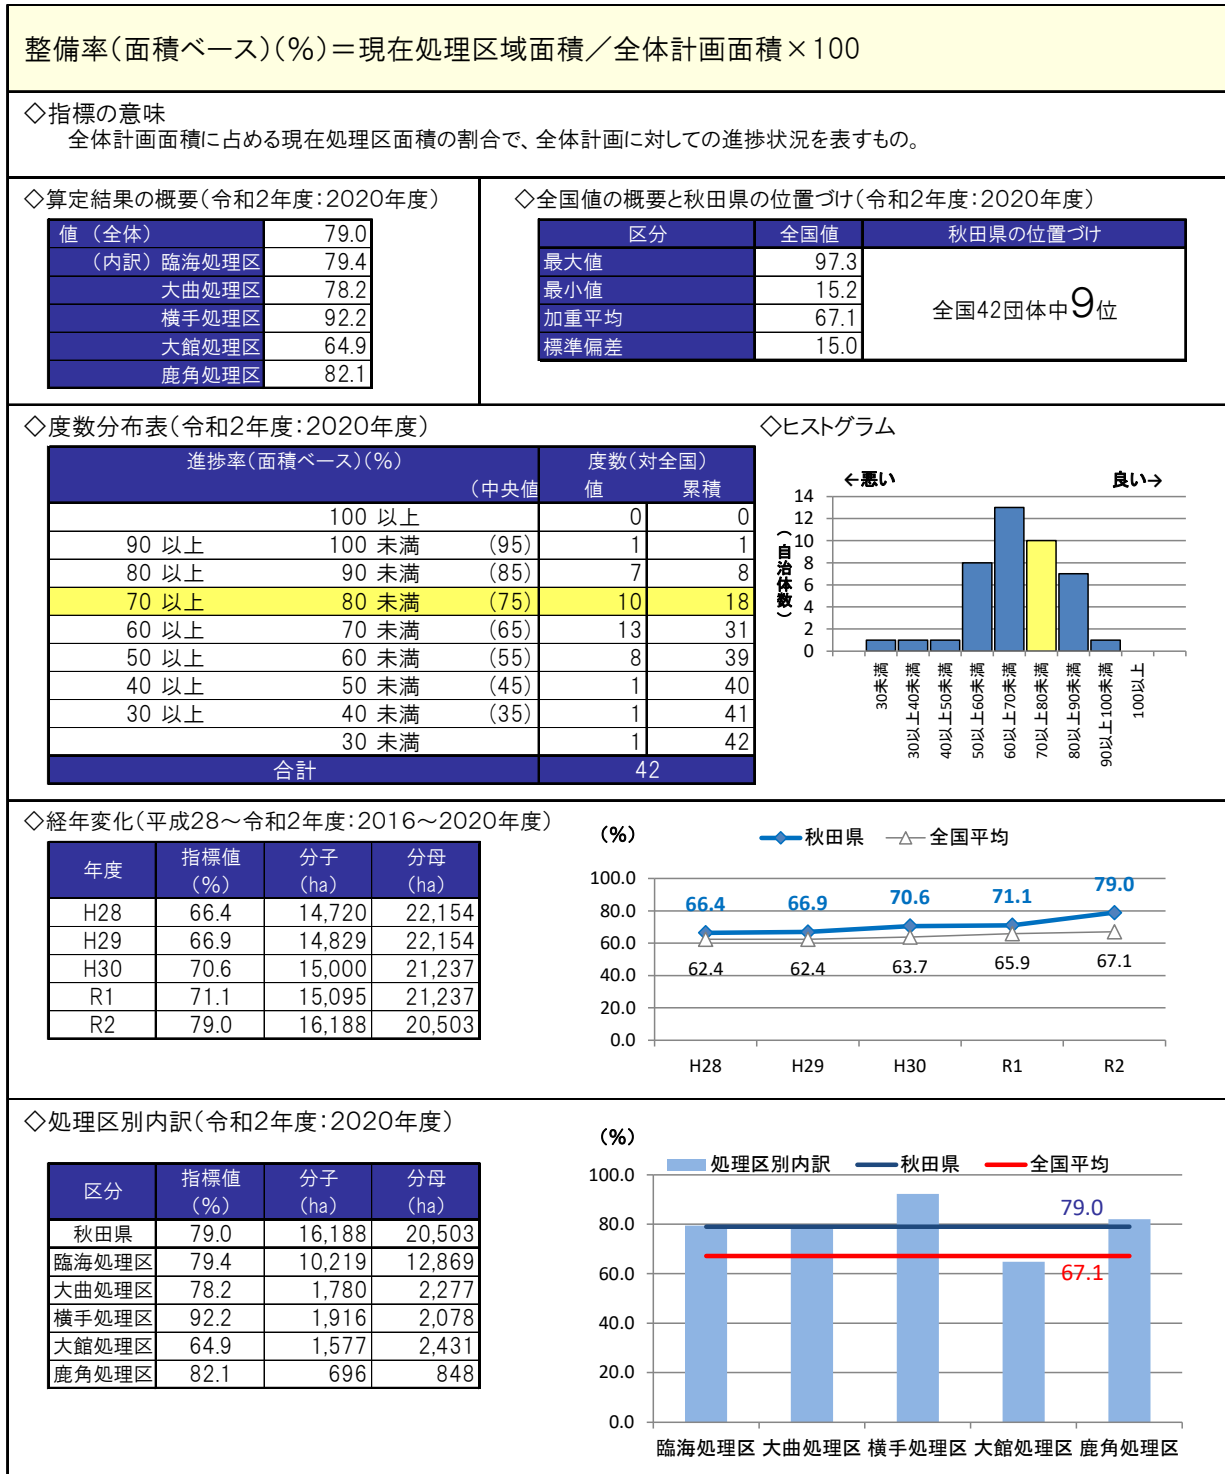 整備率(面積ベース)(%)=現在処理区域面積/全体計画面積×100
◇指標の意味
全体計画面積に占める現在処理区面積の割合で、全体計画に対しての進捗状況を表すもの。
◇算定結果の概要(令和2年度:2020年度)
値 (全体) 79.0
(内訳) 臨海処理区 79.4
大曲処理区 78.2
横手処理区 92.2
大館処理区 64.9
鹿角処理区 82.1
◇全国値の概要と秋田県の位置づけ(令和2年度:2020年度)
区分 全国値 秋田県の位置づけ
最大値 97.3
最小値 15.2
加重平均 67.1
標準偏差 15.0
全国42団体中9位
◇度数分布表(令和2年度:2020年度)
進捗率(面積ベース)(%) 度数(対全国)
(中央値 値 累積
100 以上 0 0
90 以上 100 未満 (95) 1 1
80 以上 90 未満 (85) 7 8
70 以上 80 未満 (75) 10 18
60 以上 70 未満 (65) 13 31
50 以上 60 未満 (55) 8 39
40 以上 50 未満 (45) 1 40
30 以上 40 未満 (35) 1 41
30 未満 1 42
合計 42
◇ヒストグラム
←悪い 良い→
(自治体数)
14
12
10
8
6
4
2
0
30未満
30以上40未満
40以上50未満
50以上60未満
60以上70未満
70以上80未満
80以上90未満
90以上100未満
100以上
◇経年変化(平成28~令和2年度:2016~2020年度)
年度 指標値(%) 分子(ha) 分母(ha)
H28 66.4 14,720 22,154
H29 66.9 14,829 22,154
H30 70.6 15,000 21,237
R1 71.1 15,095 21,237
R2 79.0 16,188 20,503
(%)
秋田県 全国平均
100.0
80.0
60.0
40.0
20.0
0.0
66.4 66.9 70.6 71.1 79.0
62.4 62.4 63.7 65.9 67.1
H28 H29 H30 R1 R2
◇処理区別内訳(令和2年度:2020年度)
区分 指標値(%) 分子(ha) 分母(ha)
秋田県 79.0 16,188 20,503
臨海処理区 79.4 10,219 12,869
大曲処理区 78.2 1,780 2,277
横手処理区 92.2 1,916 2,078
大館処理区 64.9 1,577 2,431
鹿角処理区 82.1 696 848
(%)
処理区別内訳 秋田県 全国平均
100.0
80.0
60.0
40.0
20.0
0.0
79.0
67.1
臨海処理区 大曲処理区 横手処理区 大館処理区 鹿角処理区